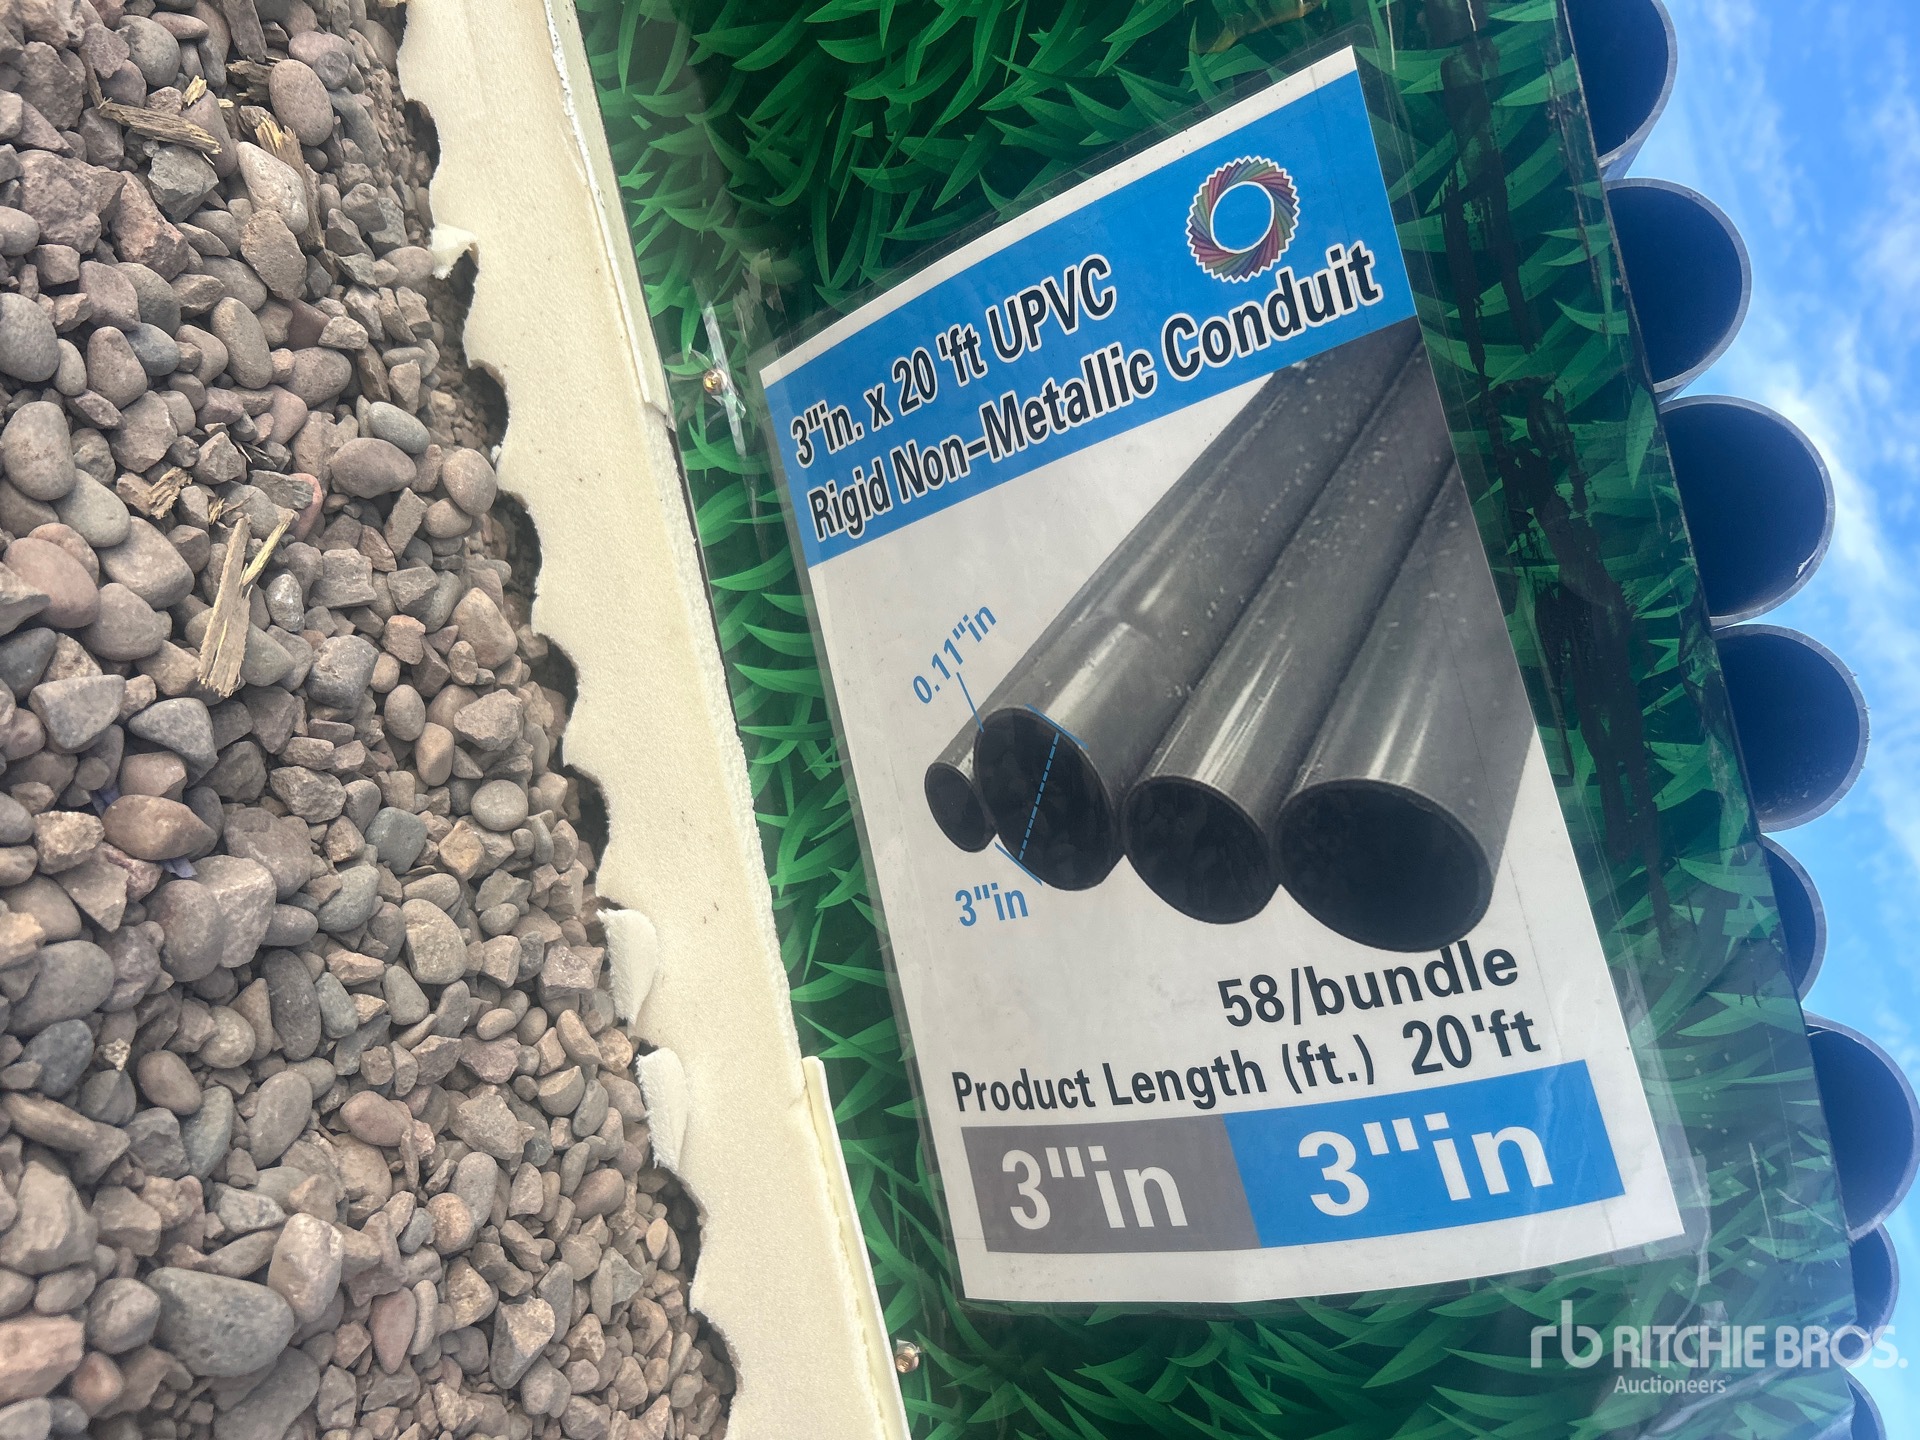 3"in. x 20 'ft UPVC
Rigid Non-Metallic Conduit
0.11"in
3"in
58/bundle
Product Length (ft.) 20'ft
3"in 3"in
rb RITCHIE BROS.
Auctioneers